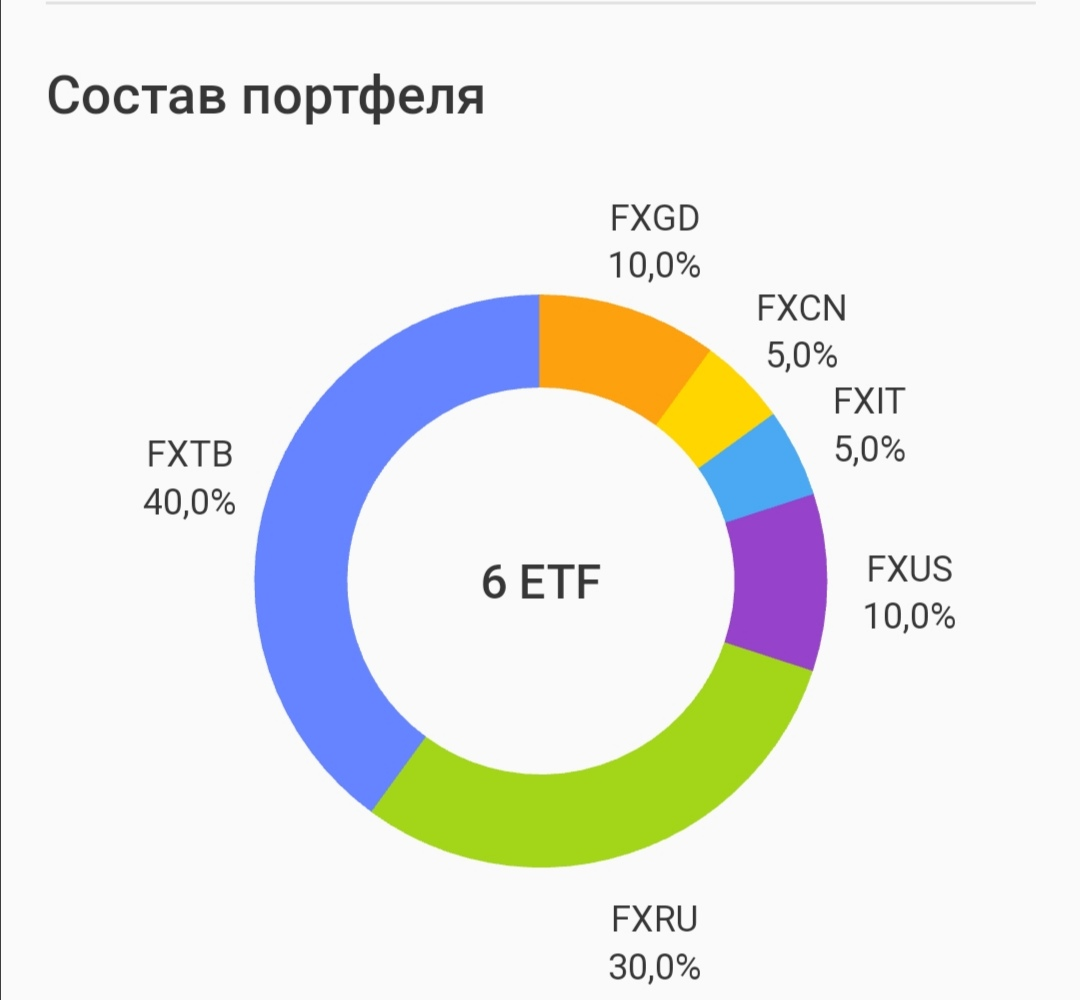 Состав портфеля
FXGD
10,0%
FXCN
5,0%
FXIT
5,0%
FXTB
40,0%
FXUS
10,0%
6 ETF
FXRU
30,0%